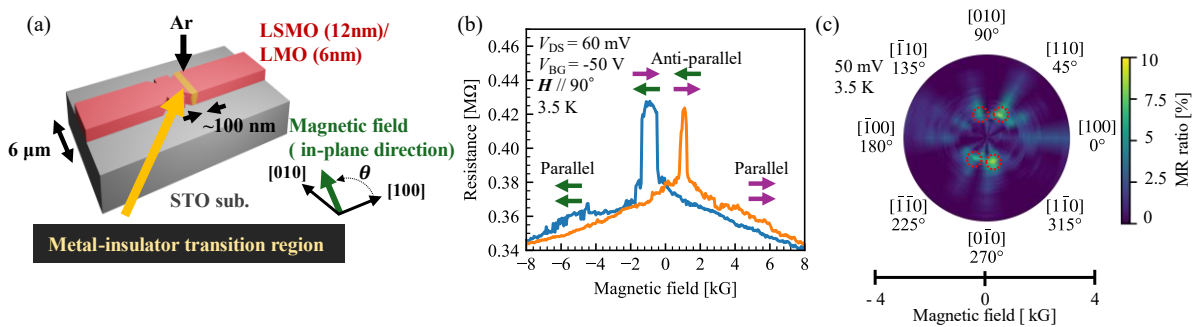 (a)
Ar
LSMO (12nm)/
LMO (6nm)
~100 nm
6 μm
Magnetic field
( in-plane direction)
[010]
θ
[100]
STO sub.
Metal-insulator transition region
(b)
V_DS = 60 mV
V_BG = -50 V
H // 90°
3.5 K
Anti-parallel
Parallel
Parallel
Resistance [MΩ]
0.46
0.44
0.42
0.40
0.38
0.36
0.34
−8 −6 −4 −2 0 2 4 6 8
Magnetic field [kG]
(c)
50 mV
3.5 K
[010]
90°
[1̅10]
135°
[110]
45°
[1̅00]
180°
[100]
0°
[1̅1̅0]
225°
[11̅0]
315°
[01̅0]
270°
10
7.5
5
2.5
0
MR ratio [%]
- 4 0 4
Magnetic field [ kG]